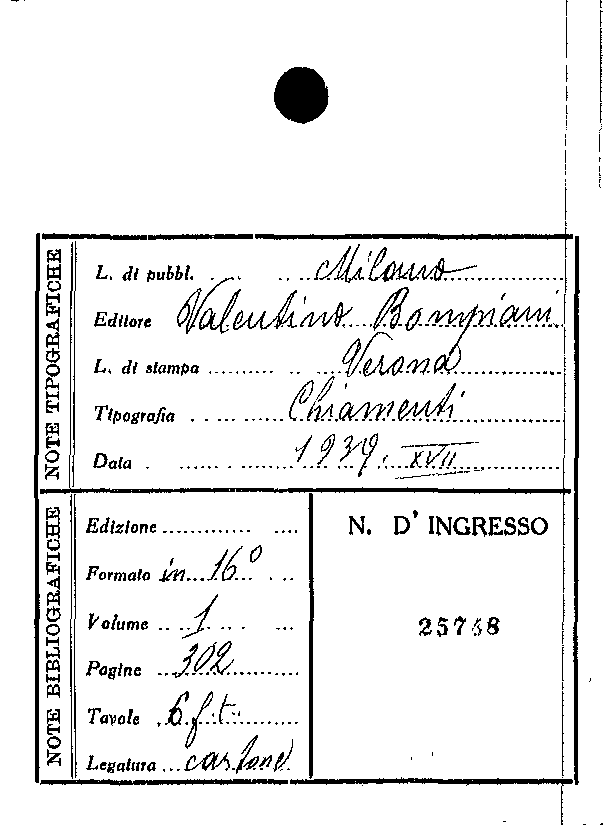 NOTE TIPOGRAFICHE
L. di pubbl. Milano
Editore Valentino Bompiani
L. di stampa Verona
Tipografia Chiamenti
Data 1939. XVII
NOTE BIBLIOGRAFICHE
Edizione
Formato in 16°
Volume 1
Pagine 302
Tavole 6 f.t.
Legatura cartone
N. D'INGRESSO